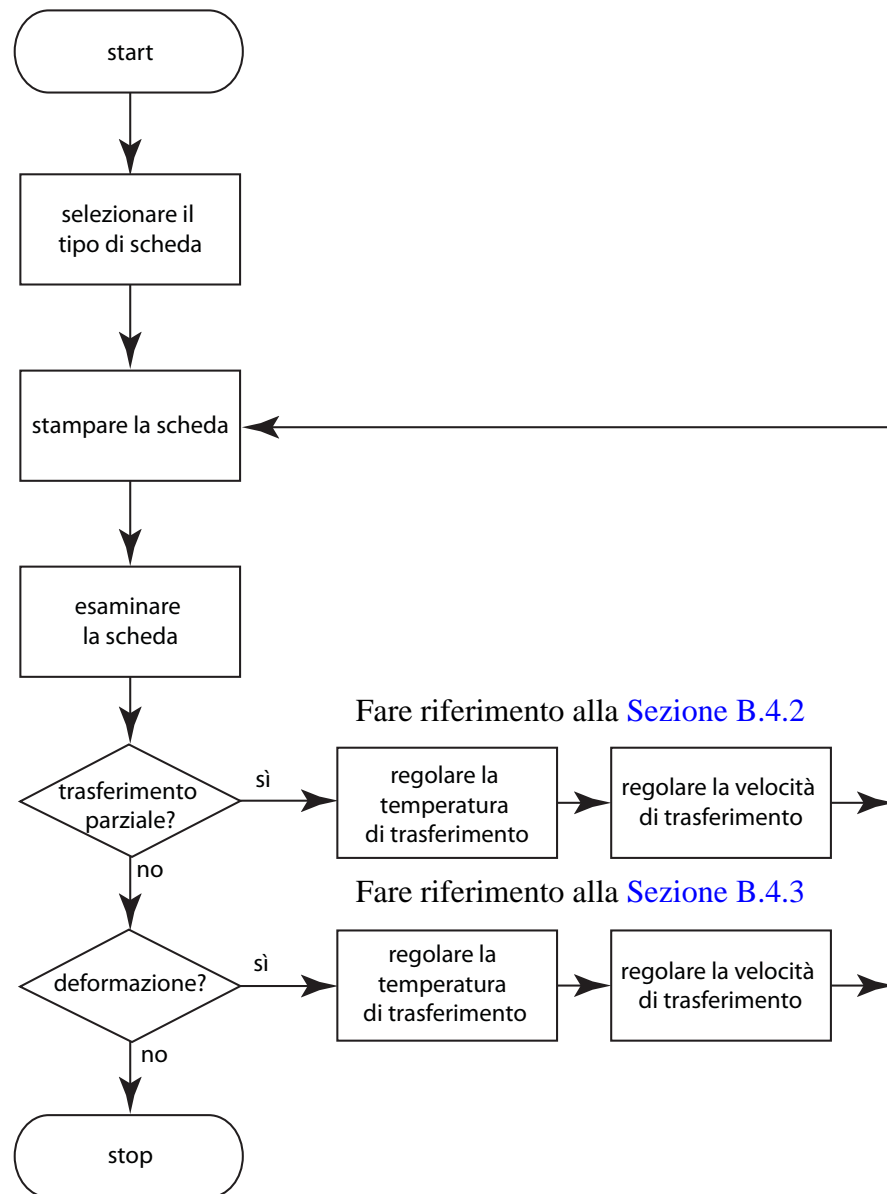 start
selezionare il
tipo di scheda
stampare la scheda
esaminare
la scheda
Fare riferimento alla Sezione B.4.2
trasferimento
parziale?
sì
regolare la
temperatura
di trasferimento
regolare la velocità
di trasferimento
no
Fare riferimento alla Sezione B.4.3
deformazione?
sì
regolare la
temperatura
di trasferimento
regolare la velocità
di trasferimento
no
stop